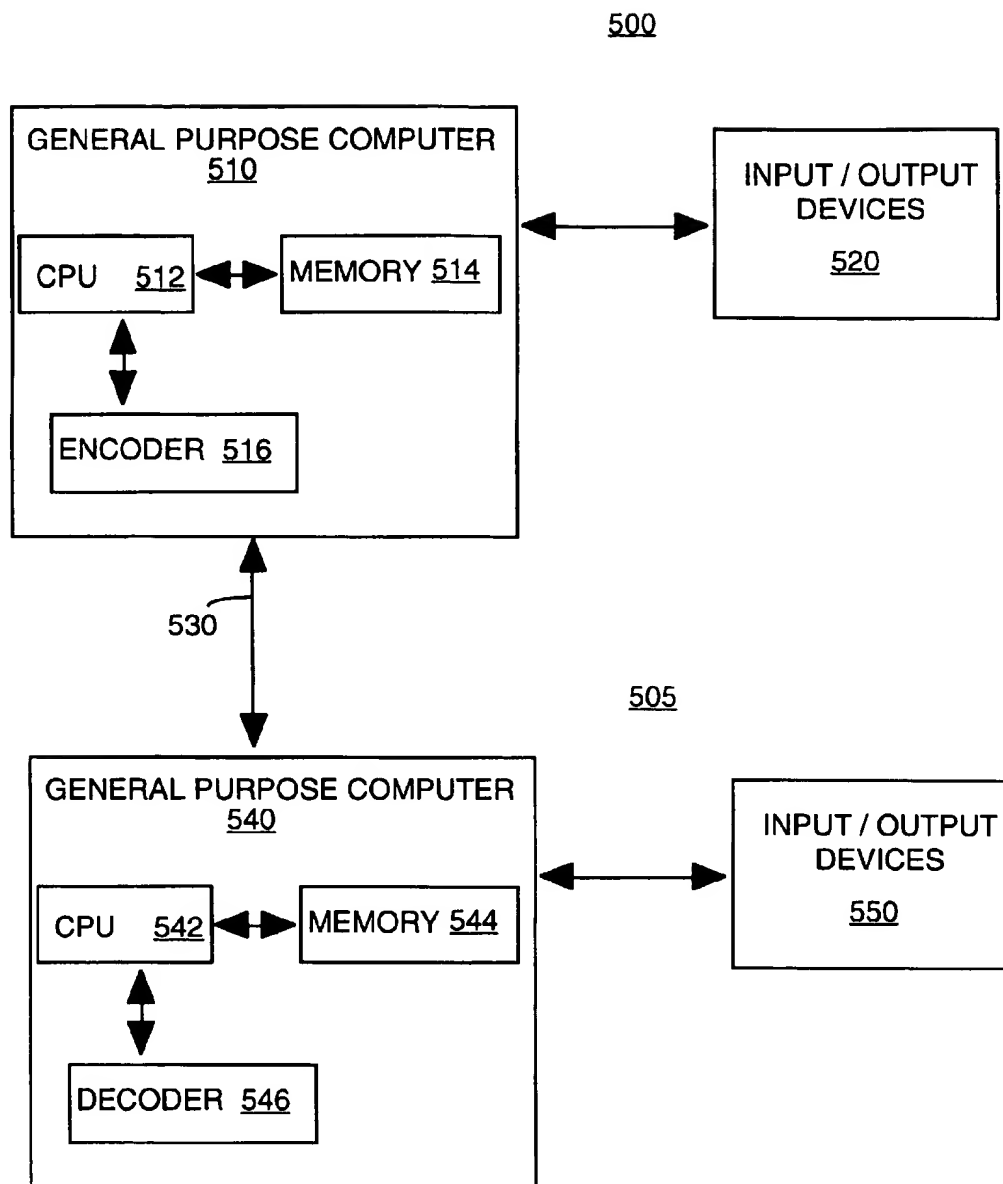 500
GENERAL PURPOSE COMPUTER
510
INPUT / OUTPUT
DEVICES
520
CPU 512
MEMORY 514
ENCODER 516
530
505
GENERAL PURPOSE COMPUTER
540
INPUT / OUTPUT
DEVICES
550
CPU 542
MEMORY 544
DECODER 546